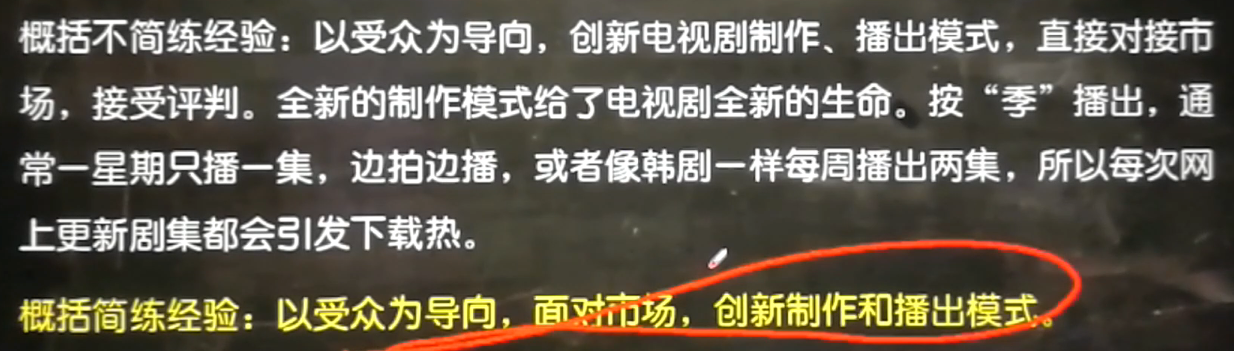 概括不简练经验：以受众为导向，创新电视剧制作、播出模式，直接对接市
场，接受评判。全新的制作模式给了电视剧全新的生命。按“季”播出，通
常一星期只播一集，边拍边播，或者像韩剧一样每周播出两集，所以每次网
上更新剧集都会引发下载热。
概括简练经验：以受众为导向，面对市场，创新制作和播出模式。